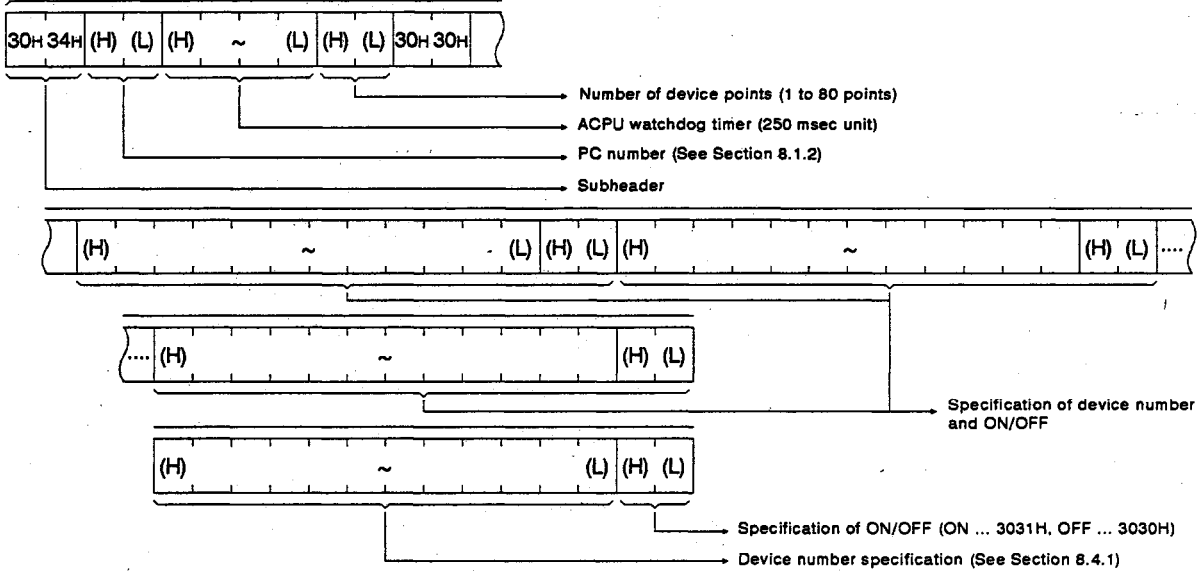 30H 34H (H) (L) (H) ~ (L) (H) (L) 30H 30H
Number of device points (1 to 80 points)
ACPU watchdog timer (250 msec unit)
PC number (See Section 8.1.2)
Subheader
(H) ~ (L) (H) (L) (H) ~ (H) (L) ....
.... (H) ~ (H) (L)
Specification of device number
and ON/OFF
(H) ~ (L) (H) (L)
Specification of ON/OFF (ON ... 3031H, OFF ... 3030H)
Device number specification (See Section 8.4.1)